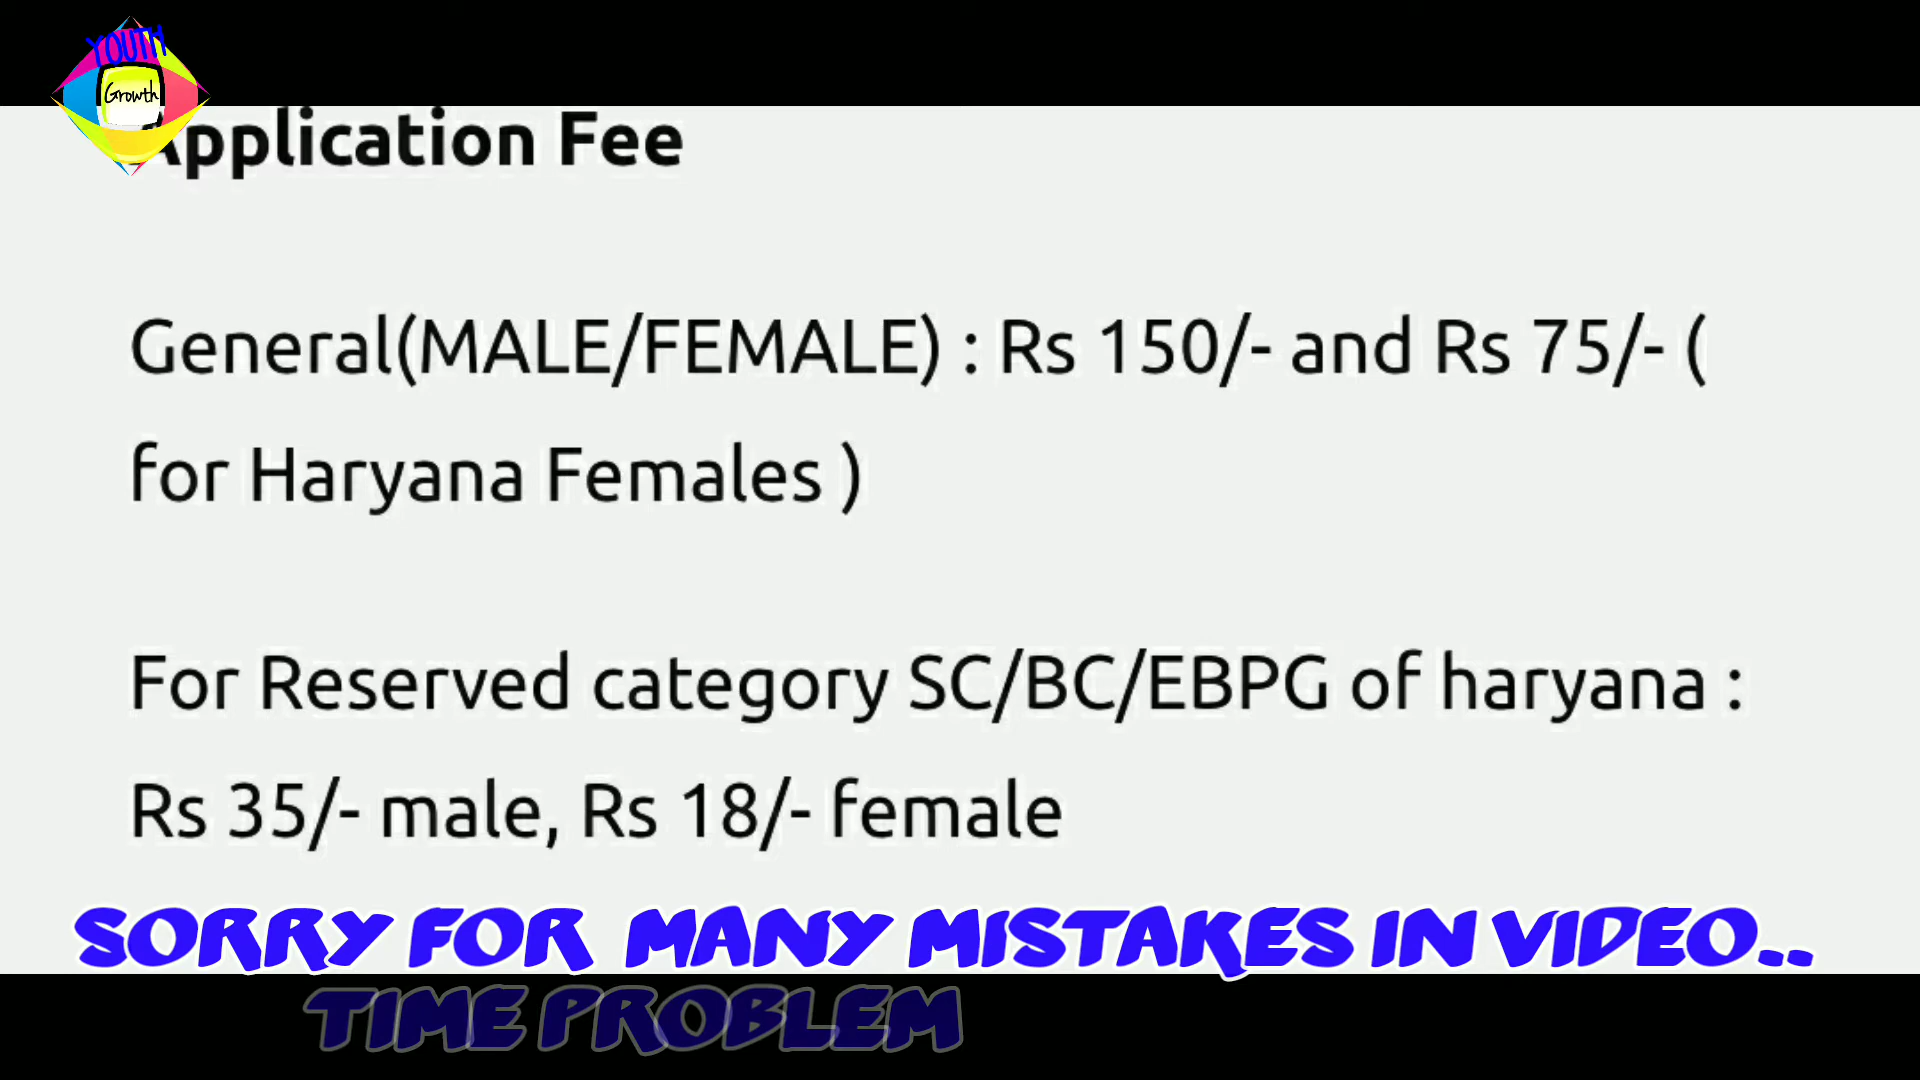 YOUTH
Growth
Application Fee
General(MALE/FEMALE) : Rs 150/- and Rs 75/- (
for Haryana Females )
For Reserved category SC/BC/EBPG of haryana :
Rs 35/- male, Rs 18/- female
SORRY FOR MANY MISTAKES IN VIDEO..
TIME PROBLEM